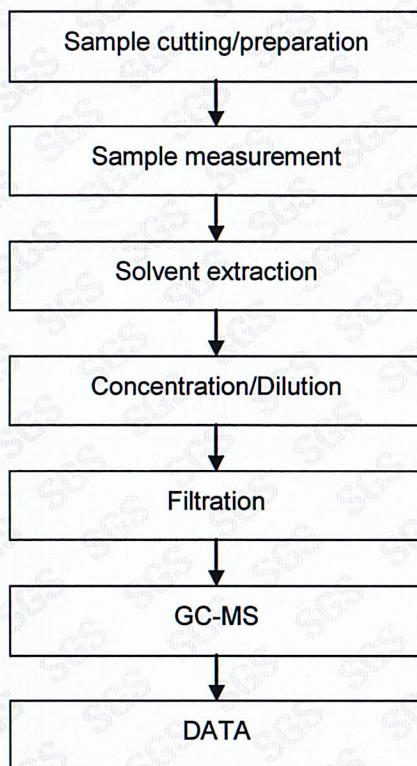 Sample cutting/preparation
Sample measurement
Solvent extraction
Concentration/Dilution
Filtration
GC-MS
DATA